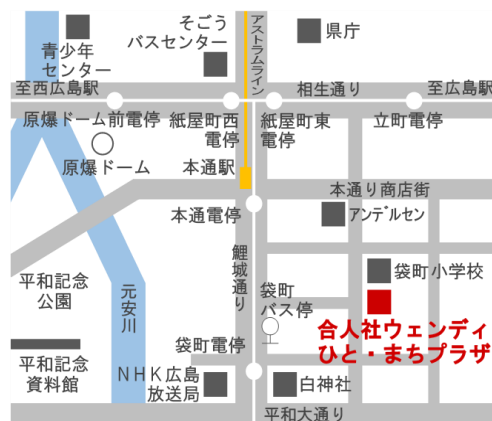 そごう
バスセンター
アストラムライン
県庁
青少年
センター
至西広島駅
相生通り
至広島駅
原爆ドーム前電停
紙屋町西
電停
紙屋町東
電停
立町電停
原爆ドーム
本通駅
本通り商店街
本通電停
アンデルセン
鯉城通り
袋町小学校
平和記念
公園
元安川
袋町
バス停
合人社ウェンディ
ひと・まちプラザ
袋町電停
平和記念
資料館
NHK広島
放送局
白神社
平和大通り